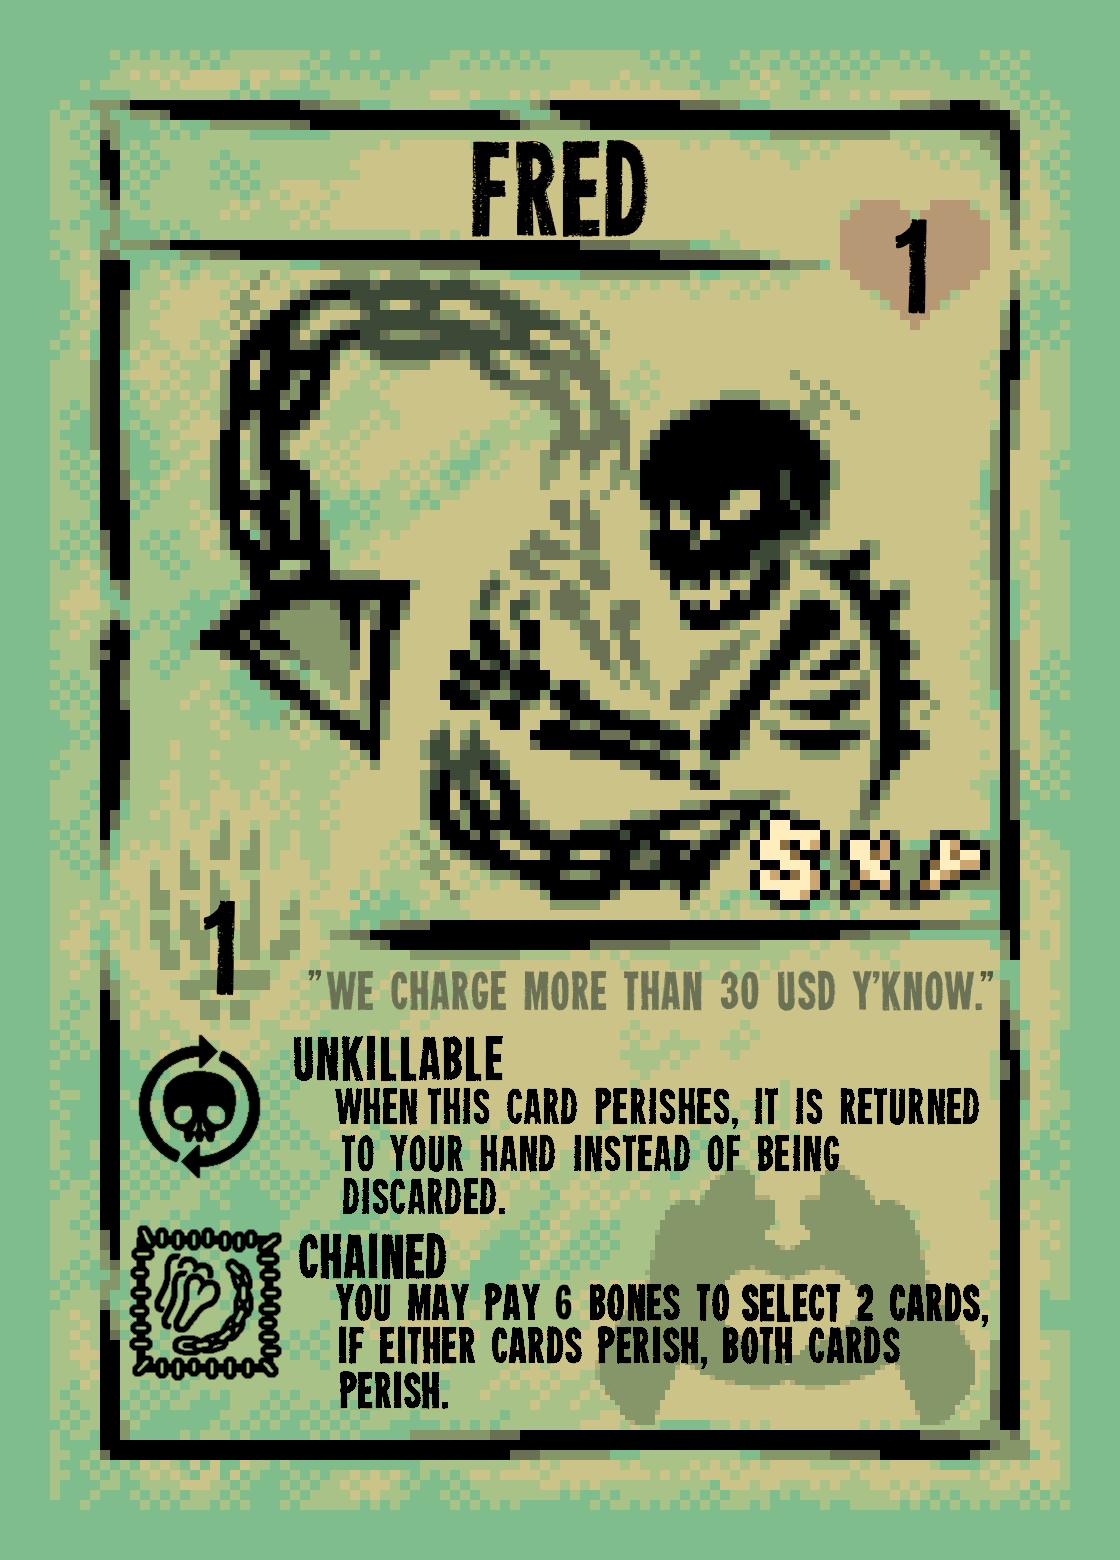 FRED
1
5 X
1
"WE CHARGE MORE THAN 30 USD Y'KNOW."
UNKILLABLE
WHEN THIS CARD PERISHES, IT IS RETURNED
TO YOUR HAND INSTEAD OF BEING
DISCARDED.
CHAINED
YOU MAY PAY 6 BONES TO SELECT 2 CARDS,
IF EITHER CARDS PERISH, BOTH CARDS
PERISH.